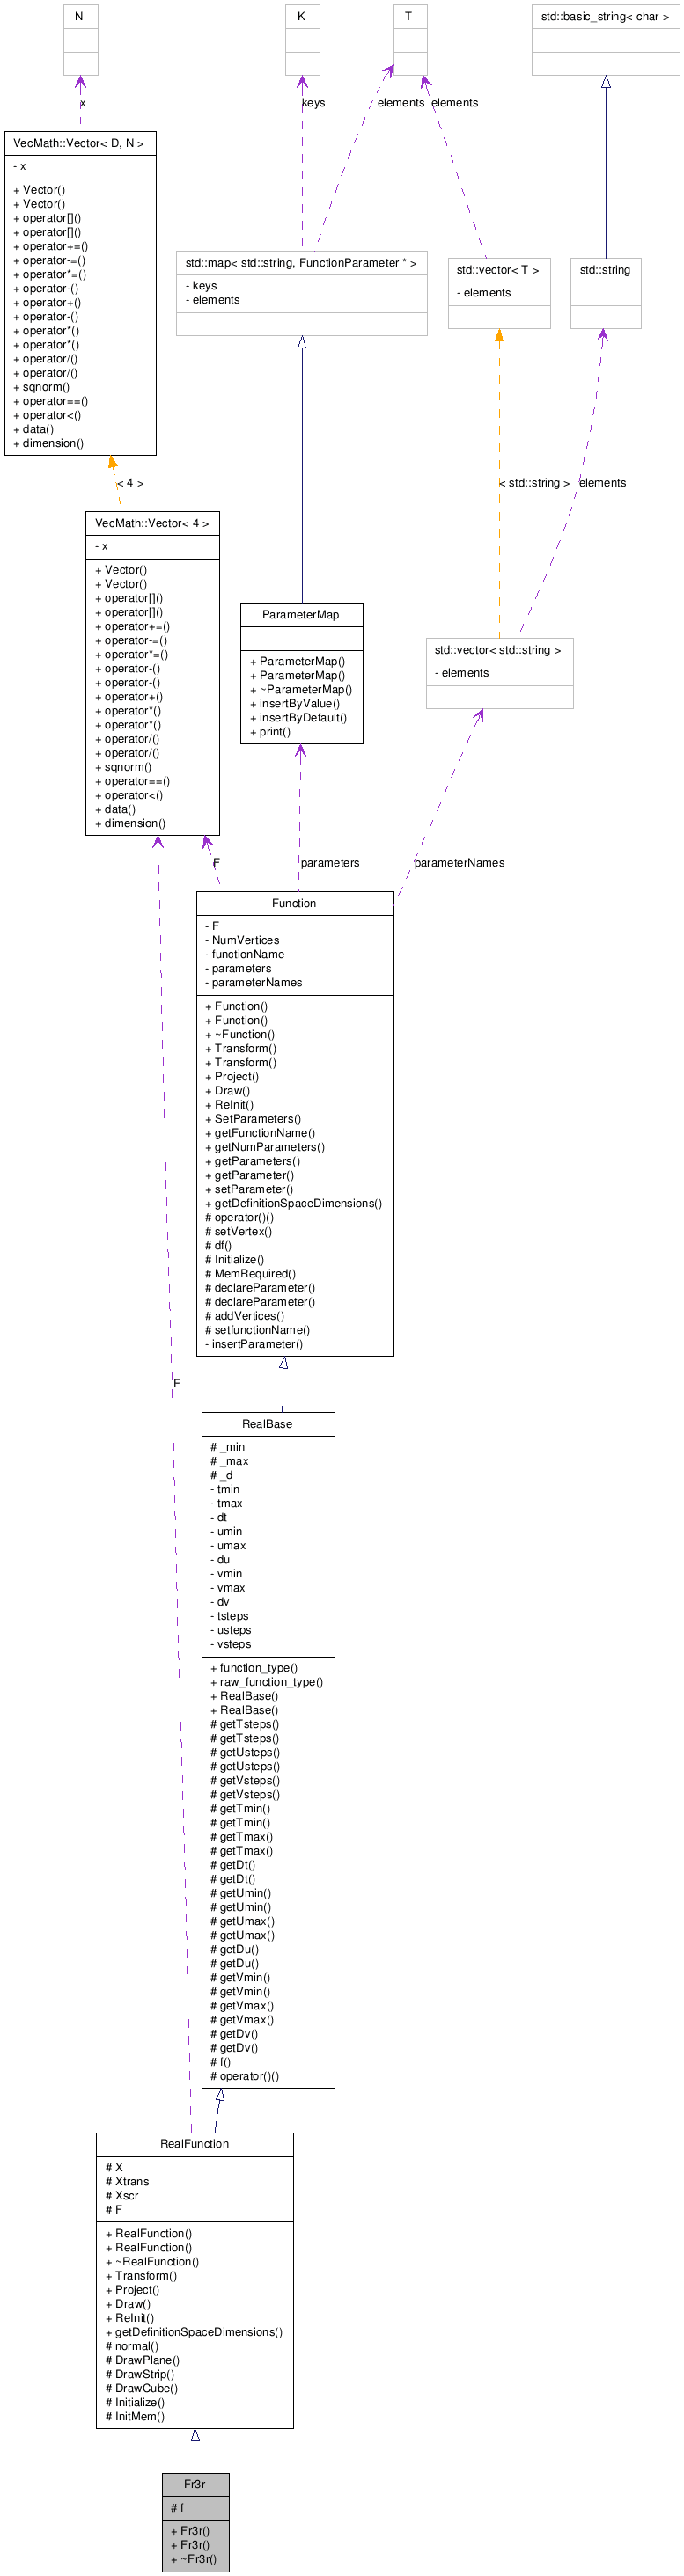 N
K
T
std::basic_string< char >
x
keys
elements
elements
VecMath::Vector< D, N >
- x
+ Vector()
+ Vector()
+ operator[]()
+ operator[]()
+ operator+=()
+ operator-=()
+ operator*=()
+ operator-()
+ operator+()
+ operator-()
+ operator*()
+ operator*()
+ operator/()
+ operator/()
+ sqnorm()
+ operator==()
+ operator<()
+ data()
+ dimension()
std::map< std::string, FunctionParameter * >
- keys
- elements
std::vector< T >
- elements
std::string
< 4 >
< std::string >
elements
VecMath::Vector< 4 >
- x
+ Vector()
+ Vector()
+ operator[]()
+ operator[]()
+ operator+=()
+ operator-=()
+ operator*=()
+ operator-()
+ operator-()
+ operator+()
+ operator*()
+ operator*()
+ operator/()
+ operator/()
+ sqnorm()
+ operator==()
+ operator<()
+ data()
+ dimension()
ParameterMap
+ ParameterMap()
+ ParameterMap()
+ ~ParameterMap()
+ insertByValue()
+ insertByDefault()
+ print()
std::vector< std::string >
- elements
F
parameters
parameterNames
Function
- F
- NumVertices
- functionName
- parameters
- parameterNames
+ Function()
+ Function()
+ ~Function()
+ Transform()
+ Transform()
+ Project()
+ Draw()
+ ReInit()
+ SetParameters()
+ getFunctionName()
+ getNumParameters()
+ getParameters()
+ getParameter()
+ setParameter()
+ getDefinitionSpaceDimensions()
# operator()()
# setVertex()
# df()
# Initialize()
# MemRequired()
# declareParameter()
# declareParameter()
# addVertices()
# setfunctionName()
- insertParameter()
F
RealBase
# _min
# _max
# _d
- tmin
- tmax
- dt
- umin
- umax
- du
- vmin
- vmax
- dv
- tsteps
- usteps
- vsteps
+ function_type()
+ raw_function_type()
+ RealBase()
+ RealBase()
# getTsteps()
# getTsteps()
# getUsteps()
# getUsteps()
# getVsteps()
# getVsteps()
# getTmin()
# getTmin()
# getTmax()
# getTmax()
# getDt()
# getDt()
# getUmin()
# getUmin()
# getUmax()
# getUmax()
# getDu()
# getDu()
# getVmin()
# getVmin()
# getVmax()
# getVmax()
# getDv()
# getDv()
# f()
# operator()()
RealFunction
# X
# Xtrans
# Xscr
# F
+ RealFunction()
+ RealFunction()
+ ~RealFunction()
+ Transform()
+ Project()
+ Draw()
+ ReInit()
+ getDefinitionSpaceDimensions()
# normal()
# DrawPlane()
# DrawStrip()
# DrawCube()
# Initialize()
# InitMem()
Fr3r
# f
+ Fr3r()
+ Fr3r()
+ ~Fr3r()